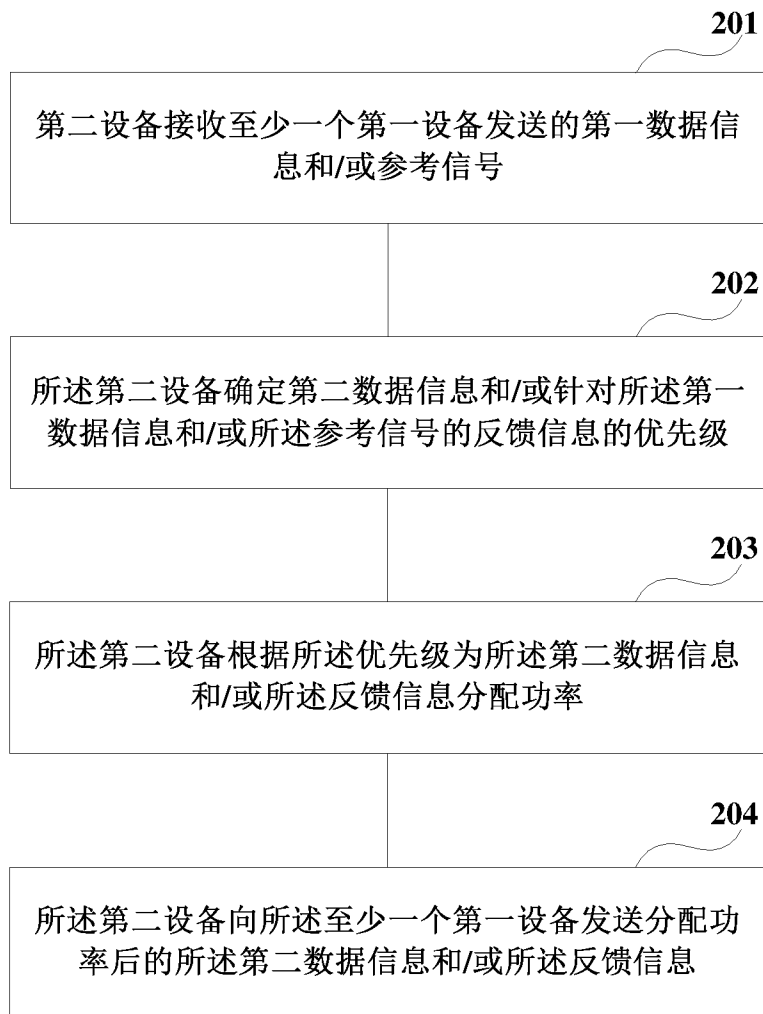 201
第二设备接收至少一个第一设备发送的第一数据信
息和/或参考信号
202
所述第二设备确定第二数据信息和/或针对所述第一
数据信息和/或所述参考信号的反馈信息的优先级
203
所述第二设备根据所述优先级为所述第二数据信息
和/或所述反馈信息分配功率
204
所述第二设备向所述至少一个第一设备发送分配功
率后的所述第二数据信息和/或所述反馈信息